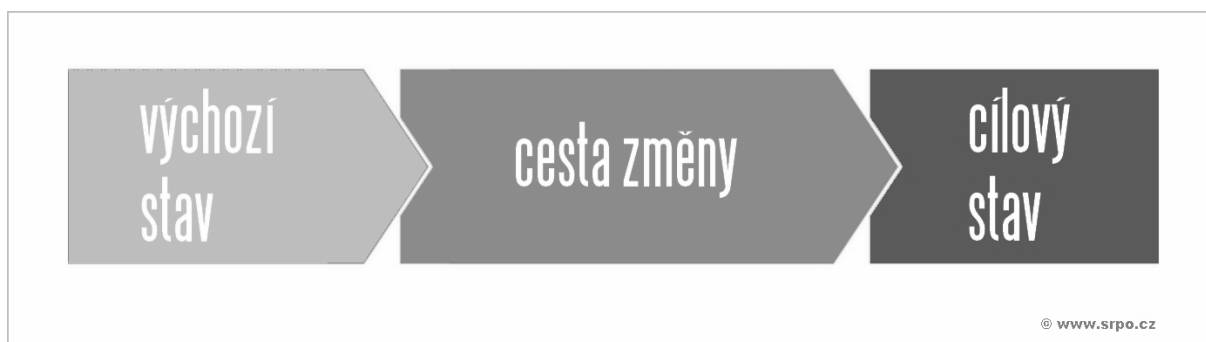 výchozí
stav
cesta změny
cílový
stav
© www.srpo.cz